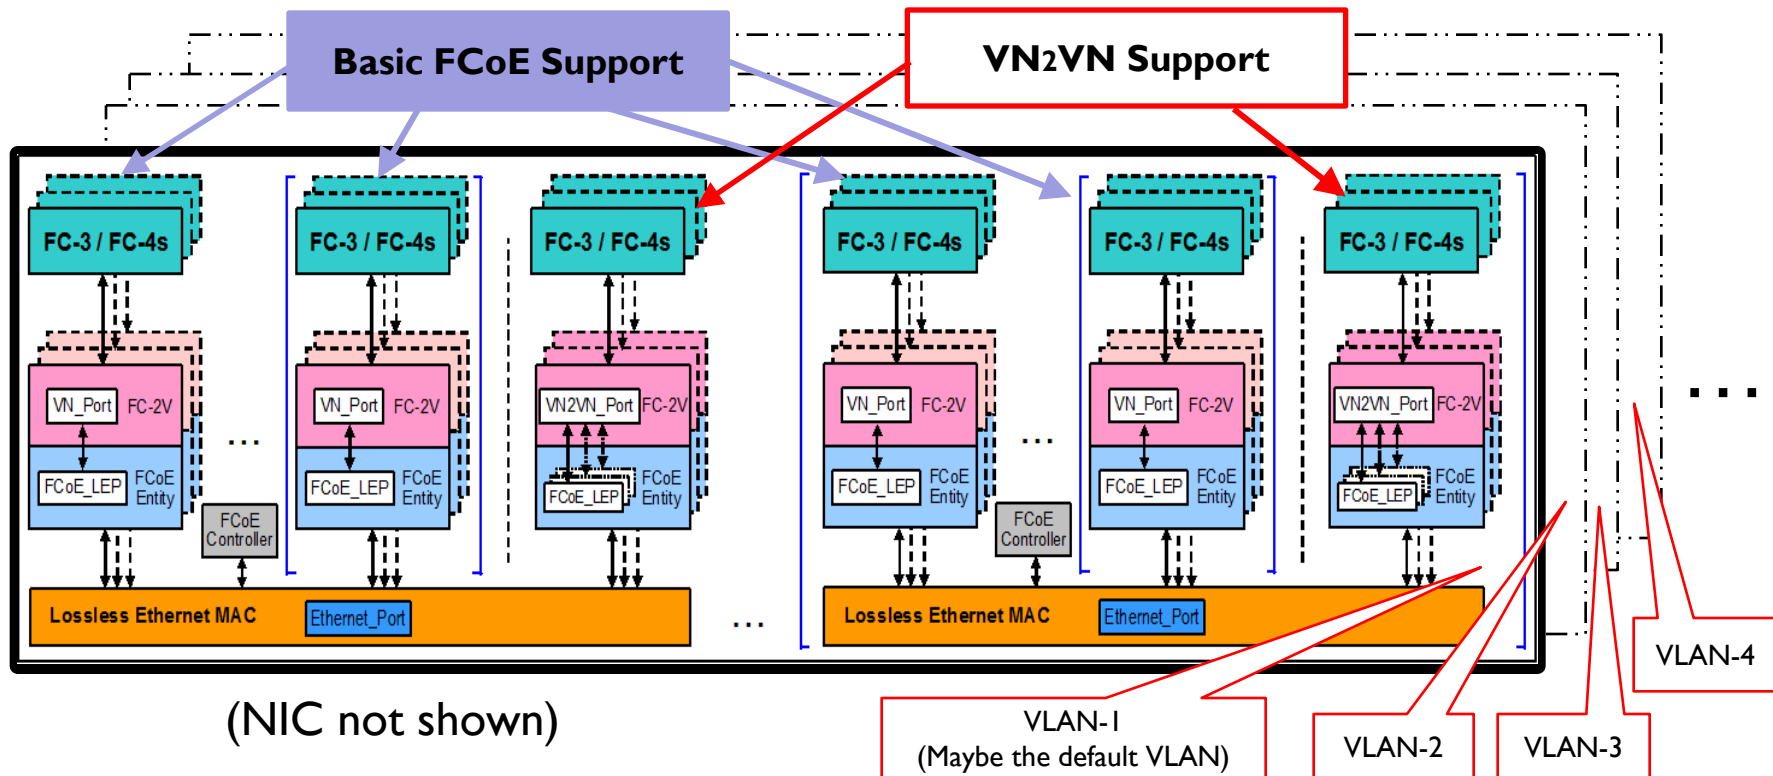 Basic FCoE Support
VN2VN Support
FC-3 / FC-4s
FC-3 / FC-4s
FC-3 / FC-4s
FC-3 / FC-4s
FC-3 / FC-4s
FC-3 / FC-4s
VN_Port
FC-2V
VN_Port
FC-2V
VN2VN_Port
FC-2V
VN_Port
FC-2V
VN_Port
FC-2V
VN2VN_Port
FC-2V
...
...
...
FCoE_LEP
FCoE
Entity
FCoE_LEP
FCoE
Entity
FCoE_LEP
FCoE
Entity
FCoE_LEP
FCoE
Entity
FCoE_LEP
FCoE
Entity
FCoE_LEP
FCoE
Entity
FCoE
Controller
FCoE
Controller
Lossless Ethernet MAC
Ethernet_Port
...
Lossless Ethernet MAC
Ethernet_Port
(NIC not shown)
VLAN-1
(Maybe the default VLAN)
VLAN-2
VLAN-3
VLAN-4